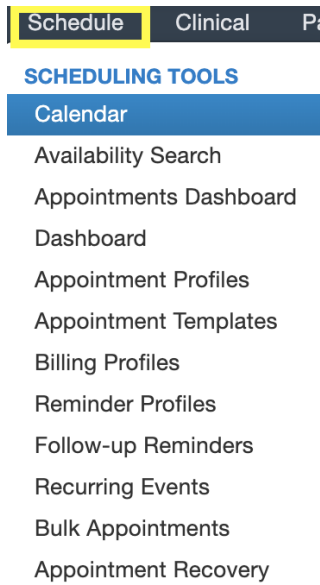 Schedule Clinical
SCHEDULING TOOLS
Calendar
Availability Search
Appointments Dashboard
Dashboard
Appointment Profiles
Appointment Templates
Billing Profiles
Reminder Profiles
Follow-up Reminders
Recurring Events
Bulk Appointments
Appointment Recovery